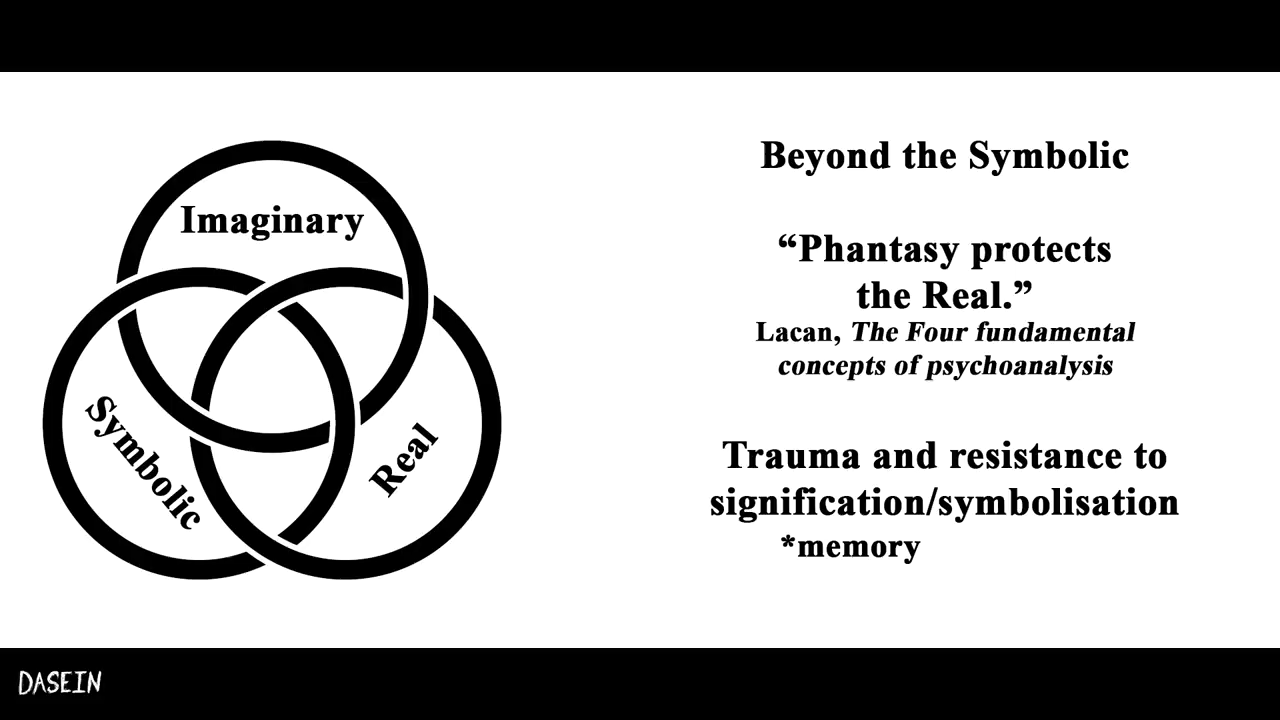 Imaginary
Symbolic
Real
Beyond the Symbolic
“Phantasy protects
the Real.”
Lacan, The Four fundamental
concepts of psychoanalysis
Trauma and resistance to
signification/symbolisation
*memory
DASEIN